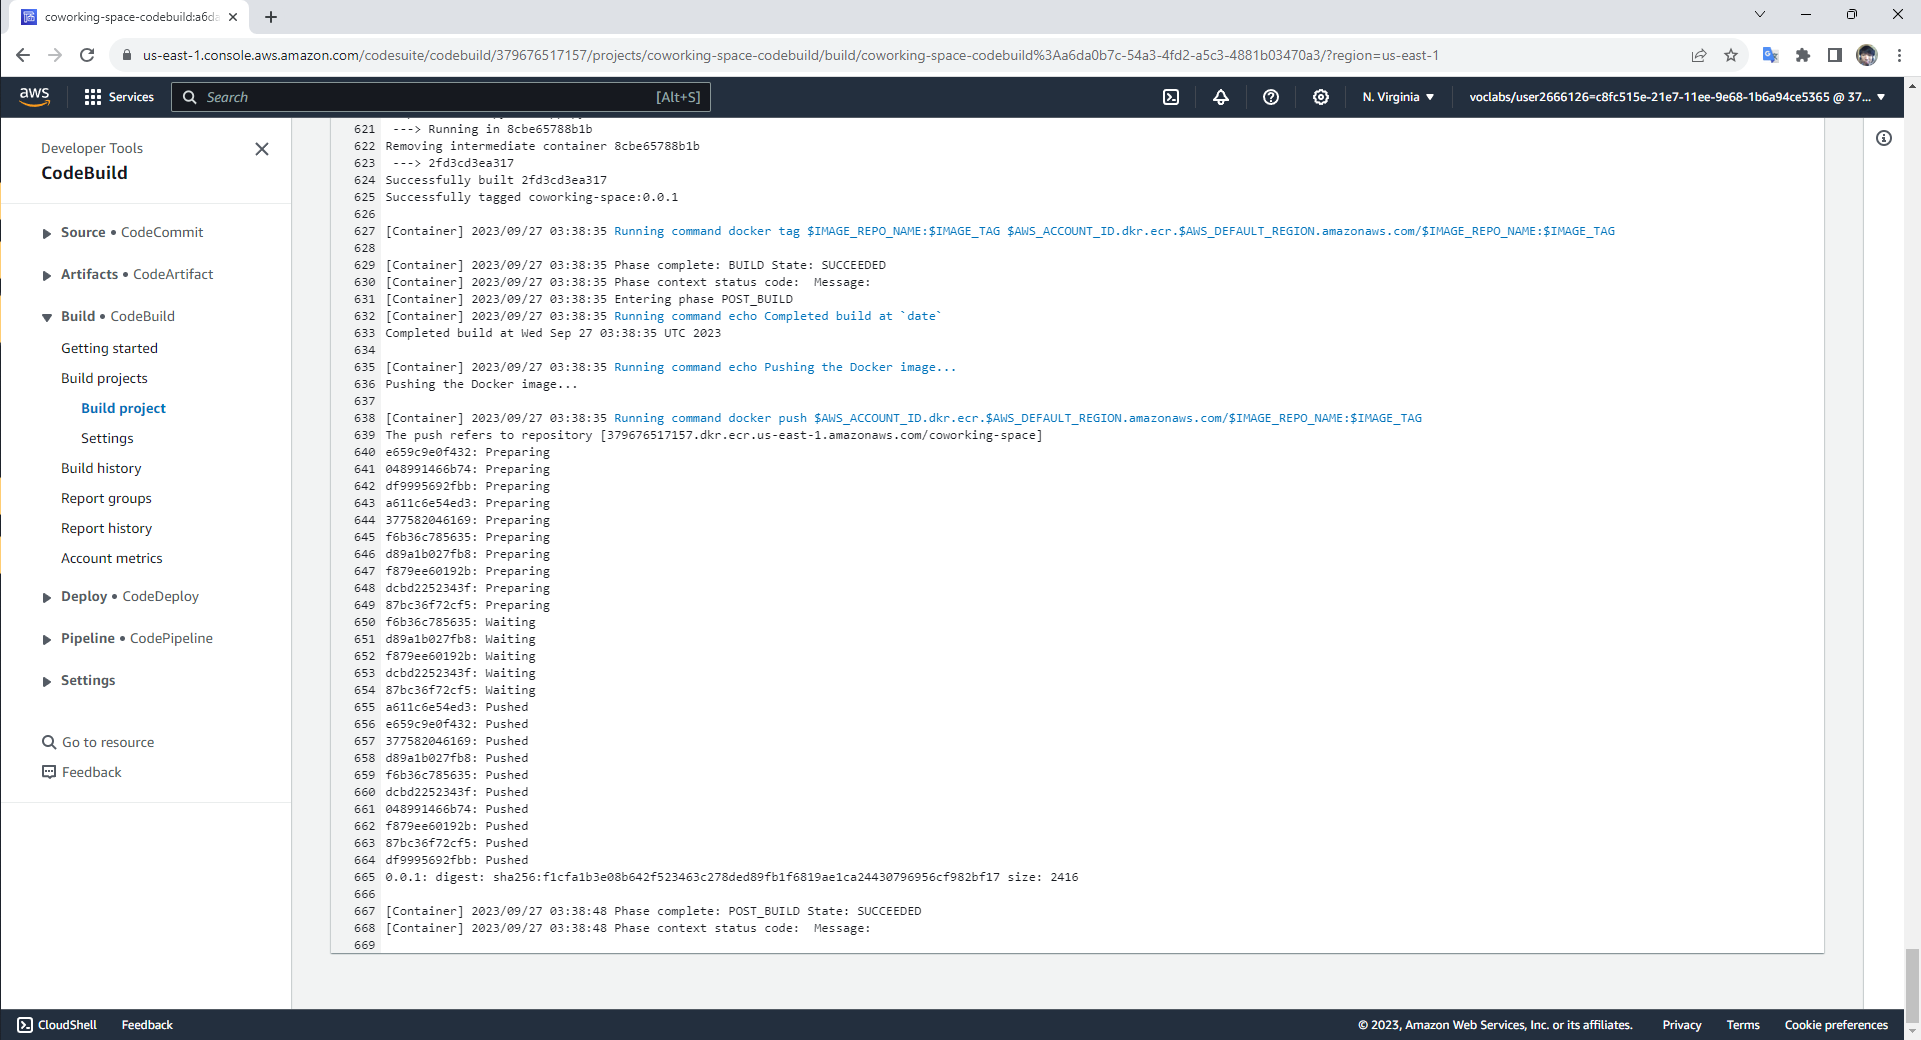 coworking-space-codebuild:a6da
us-east-1.console.aws.amazon.com/codesuite/codebuild/379676517157/projects/coworking-space-codebuild/build/coworking-space-codebuild%3Aa6da0b7c-54a3-4fd2-a5c3-4881b03470a3/?region=us-east-1
aws Services Search [Alt+S] N. Virginia voclabs/user2666126=c8fc515e-21e7-11ee-9e68-1b6a94ce5365 @ 37...
Developer Tools
CodeBuild
Source • CodeCommit
Artifacts • CodeArtifact
Build • CodeBuild
Getting started
Build projects
Build project
Settings
Build history
Report groups
Report history
Account metrics
Deploy • CodeDeploy
Pipeline • CodePipeline
Settings
Go to resource
Feedback
621 ---> Running in 8cbe65788b1b
622 Removing intermediate container 8cbe65788b1b
623 ---> 2fd3cd3ea317
624 Successfully built 2fd3cd3ea317
625 Successfully tagged coworking-space:0.0.1
626
627 [Container] 2023/09/27 03:38:35 Running command docker tag $IMAGE_REPO_NAME:$IMAGE_TAG $AWS_ACCOUNT_ID.dkr.ecr.$AWS_DEFAULT_REGION.amazonaws.com/$IMAGE_REPO_NAME:$IMAGE_TAG
628
629 [Container] 2023/09/27 03:38:35 Phase complete: BUILD State: SUCCEEDED
630 [Container] 2023/09/27 03:38:35 Phase context status code:  Message:
631 [Container] 2023/09/27 03:38:35 Entering phase POST_BUILD
632 [Container] 2023/09/27 03:38:35 Running command echo Completed build at `date`
633 Completed build at Wed Sep 27 03:38:35 UTC 2023
634
635 [Container] 2023/09/27 03:38:35 Running command echo Pushing the Docker image...
636 Pushing the Docker image...
637
638 [Container] 2023/09/27 03:38:35 Running command docker push $AWS_ACCOUNT_ID.dkr.ecr.$AWS_DEFAULT_REGION.amazonaws.com/$IMAGE_REPO_NAME:$IMAGE_TAG
639 The push refers to repository [379676517157.dkr.ecr.us-east-1.amazonaws.com/coworking-space]
640 e659c9e0f432: Preparing
641 048991466b74: Preparing
642 df9995692fbb: Preparing
643 a611c6e54ed3: Preparing
644 377582046169: Preparing
645 f6b36c785635: Preparing
646 d89a1b027fb8: Preparing
647 f879ee60192b: Preparing
648 dcbd2252343f: Preparing
649 87bc36f72cf5: Preparing
650 f6b36c785635: Waiting
651 d89a1b027fb8: Waiting
652 f879ee60192b: Waiting
653 dcbd2252343f: Waiting
654 87bc36f72cf5: Waiting
655 a611c6e54ed3: Pushed
656 e659c9e0f432: Pushed
657 377582046169: Pushed
658 d89a1b027fb8: Pushed
659 f6b36c785635: Pushed
660 dcbd2252343f: Pushed
661 048991466b74: Pushed
662 f879ee60192b: Pushed
663 87bc36f72cf5: Pushed
664 df9995692fbb: Pushed
665 0.0.1: digest: sha256:f1cfa1b3e08b642f523463c278ded89fb1f6819ae1ca24430796956cf982bf17 size: 2416
666
667 [Container] 2023/09/27 03:38:48 Phase complete: POST_BUILD State: SUCCEEDED
668 [Container] 2023/09/27 03:38:48 Phase context status code:  Message:
669
CloudShell Feedback © 2023, Amazon Web Services, Inc. or its affiliates. Privacy Terms Cookie preferences